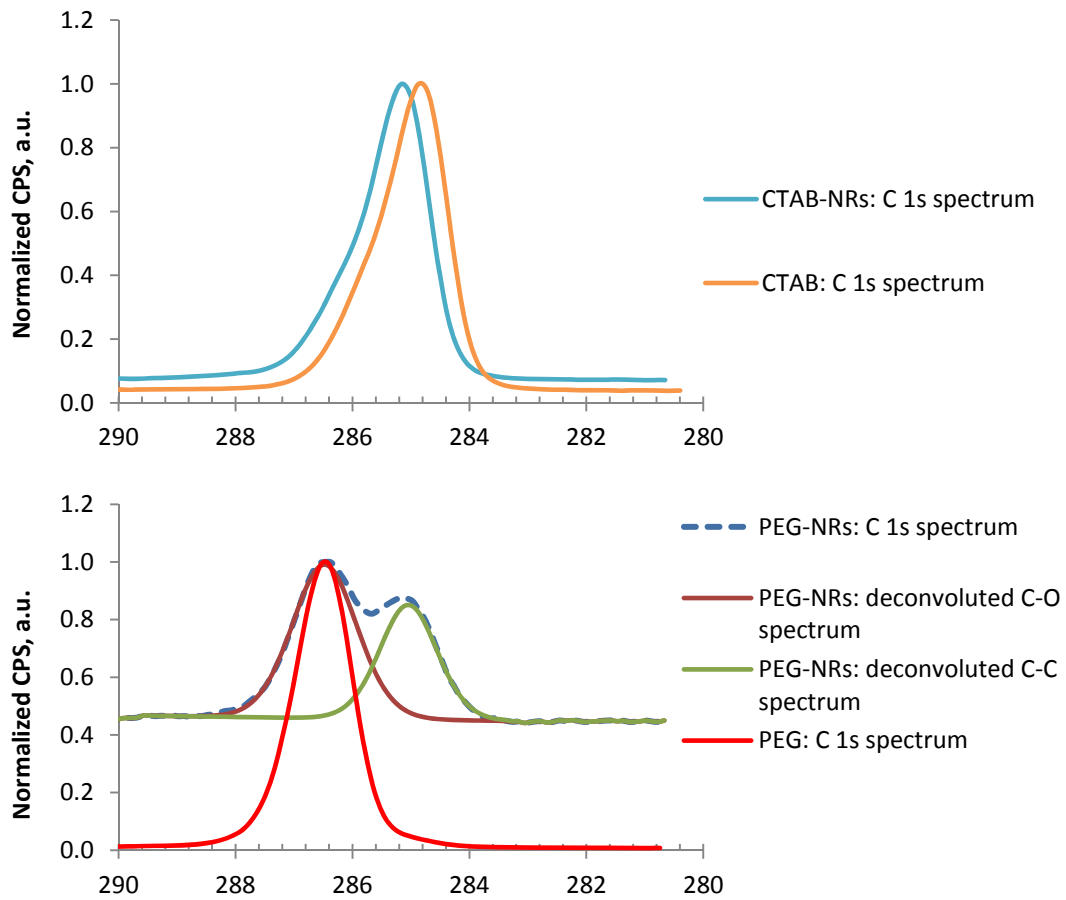 1.2
1.0
0.8
0.6
0.4
0.2
0.0
Normalized CPS, a.u.
290 288 286 284 282 280
CTAB-NRs: C 1s spectrum
CTAB: C 1s spectrum
1.2
1.0
0.8
0.6
0.4
0.2
0.0
Normalized CPS, a.u.
290 288 286 284 282 280
PEG-NRs: C 1s spectrum
PEG-NRs: deconvoluted C-O
spectrum
PEG-NRs: deconvoluted C-C
spectrum
PEG: C 1s spectrum